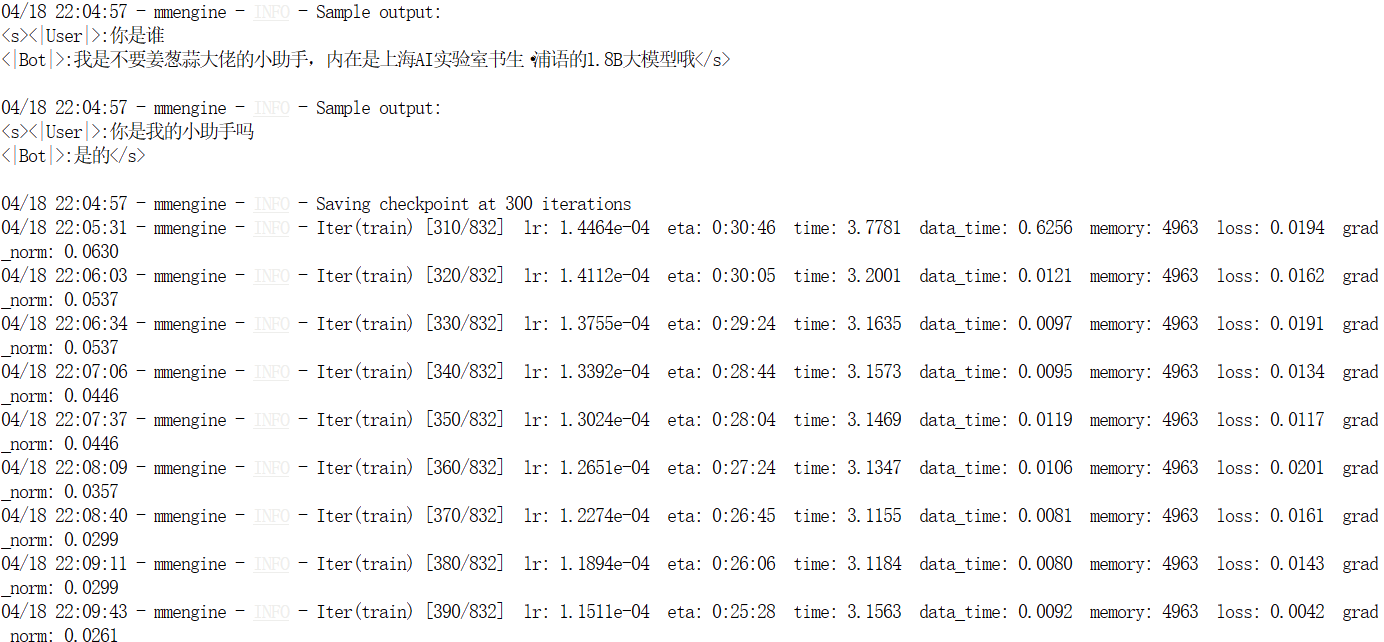 04/18 22:04:57 - mmengine - INFO - Sample output:
<s><|User|>:你是谁
<|Bot|>:我是不要姜葱蒜大佬的小助手，内在是上海AI实验室书生·浦语的1.8B大模型哦</s>
04/18 22:04:57 - mmengine - INFO - Sample output:
<s><|User|>:你是我的小助手吗
<|Bot|>:是的</s>
04/18 22:04:57 - mmengine - INFO - Saving checkpoint at 300 iterations
04/18 22:05:31 - mmengine - INFO - Iter(train) [310/832]  lr: 1.4464e-04  eta: 0:30:46  time: 3.7781  data_time: 0.6256  memory: 4963  loss: 0.0194  grad
_norm: 0.0630
04/18 22:06:03 - mmengine - INFO - Iter(train) [320/832]  lr: 1.4112e-04  eta: 0:30:05  time: 3.2001  data_time: 0.0121  memory: 4963  loss: 0.0162  grad
_norm: 0.0537
04/18 22:06:34 - mmengine - INFO - Iter(train) [330/832]  lr: 1.3755e-04  eta: 0:29:24  time: 3.1635  data_time: 0.0097  memory: 4963  loss: 0.0191  grad
_norm: 0.0537
04/18 22:07:06 - mmengine - INFO - Iter(train) [340/832]  lr: 1.3392e-04  eta: 0:28:44  time: 3.1573  data_time: 0.0095  memory: 4963  loss: 0.0134  grad
_norm: 0.0446
04/18 22:07:37 - mmengine - INFO - Iter(train) [350/832]  lr: 1.3024e-04  eta: 0:28:04  time: 3.1469  data_time: 0.0119  memory: 4963  loss: 0.0117  grad
_norm: 0.0446
04/18 22:08:09 - mmengine - INFO - Iter(train) [360/832]  lr: 1.2651e-04  eta: 0:27:24  time: 3.1347  data_time: 0.0106  memory: 4963  loss: 0.0201  grad
_norm: 0.0357
04/18 22:08:40 - mmengine - INFO - Iter(train) [370/832]  lr: 1.2274e-04  eta: 0:26:45  time: 3.1155  data_time: 0.0081  memory: 4963  loss: 0.0161  grad
_norm: 0.0299
04/18 22:09:11 - mmengine - INFO - Iter(train) [380/832]  lr: 1.1894e-04  eta: 0:26:06  time: 3.1184  data_time: 0.0080  memory: 4963  loss: 0.0143  grad
_norm: 0.0299
04/18 22:09:43 - mmengine - INFO - Iter(train) [390/832]  lr: 1.1511e-04  eta: 0:25:28  time: 3.1563  data_time: 0.0092  memory: 4963  loss: 0.0042  grad
_norm: 0.0261